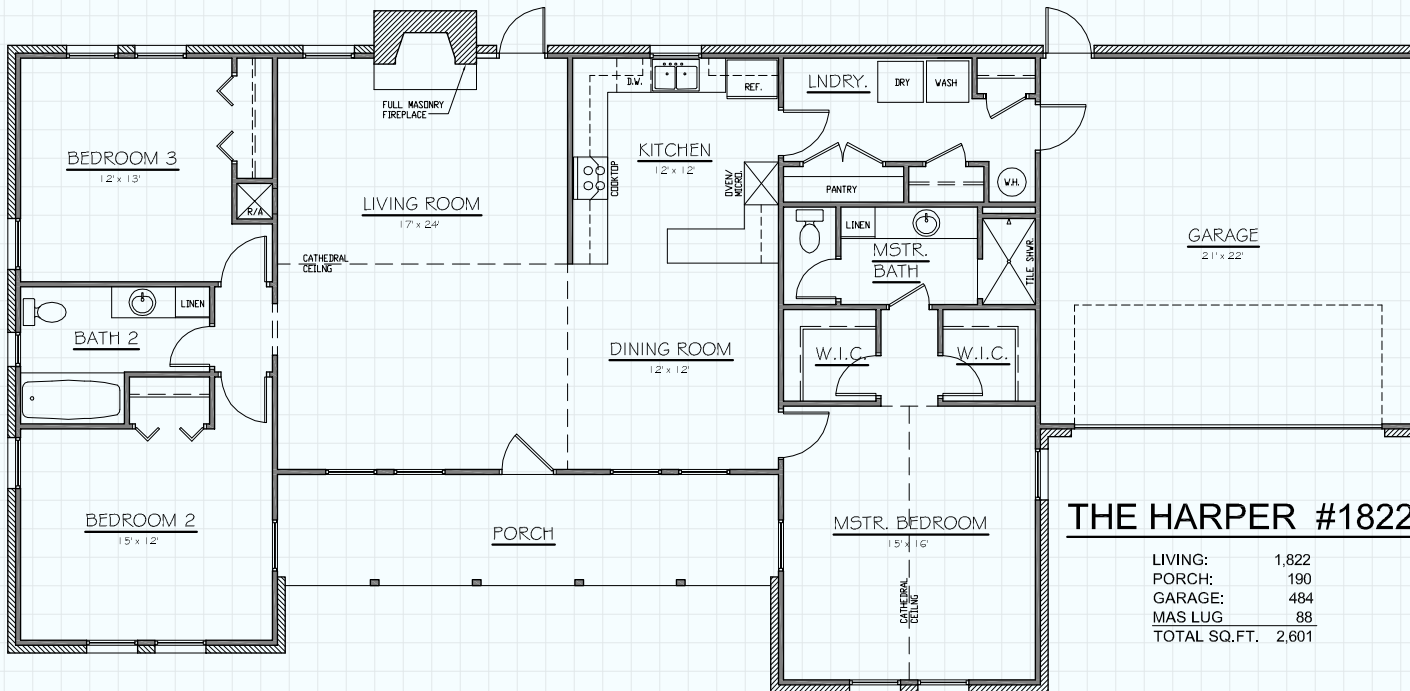 FULL MASONRY
FIREPLACE
D.W.
REF.
LNDRY.
DRY
WASH
BEDROOM 3
12' x 13'
R/A
LIVING ROOM
17' x 24'
CATHEDRAL
CEILNG
KITCHEN
12' x 12'
COOKTOP
OVEN/
MICRO.
PANTRY
W.H.
LINEN
MSTR.
BATH
TILE SHWR.
GARAGE
21' x 22'
LINEN
BATH 2
DINING ROOM
12' x 12'
W.I.C.
W.I.C.
BEDROOM 2
15' x 12'
PORCH
MSTR. BEDROOM
15' x 16'
CATHEDRAL
CEILNG
THE HARPER #1822
LIVING: 1,822
PORCH: 190
GARAGE: 484
MAS LUG 88
TOTAL SQ.FT. 2,601